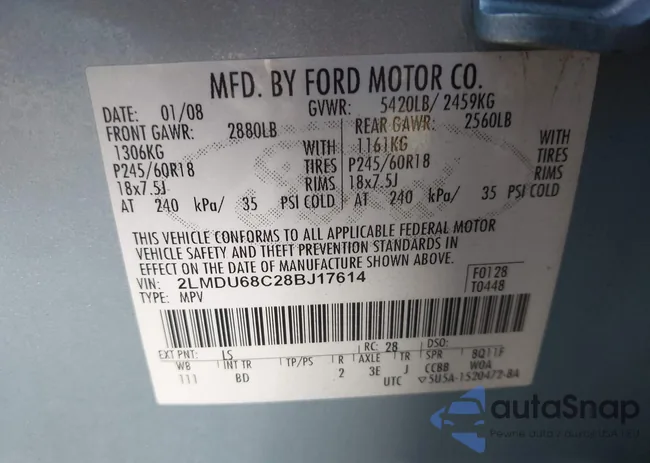 MFD. BY FORD MOTOR CO.
DATE: 01/08 GVWR: 5420LB/ 2459KG
FRONT GAWR: 2880LB REAR GAWR: 2560LB
1306KG WITH 1161KG WITH
P245/60R18 TIRES P245/60R18 TIRES
18x7.5J RIMS 18x7.5J RIMS
AT 240 kPa/ 35 PSI COLD AT 240 kPa/ 35 PSI COLD
THIS VEHICLE CONFORMS TO ALL APPLICABLE FEDERAL MOTOR
VEHICLE SAFETY AND THEFT PREVENTION STANDARDS IN
EFFECT ON THE DATE OF MANUFACTURE SHOWN ABOVE.
VIN: 2LMDU68C28BJ17614 F0128
TYPE: MPV T0448
EXT PNT: LS RC: 28 DSO:
WB INT TR TP/PS R AXLE TR SPR 8Q11F
111 BD 2 3E J CCBB WOA
UTC 5U5A-1520472-BA
autoSnap